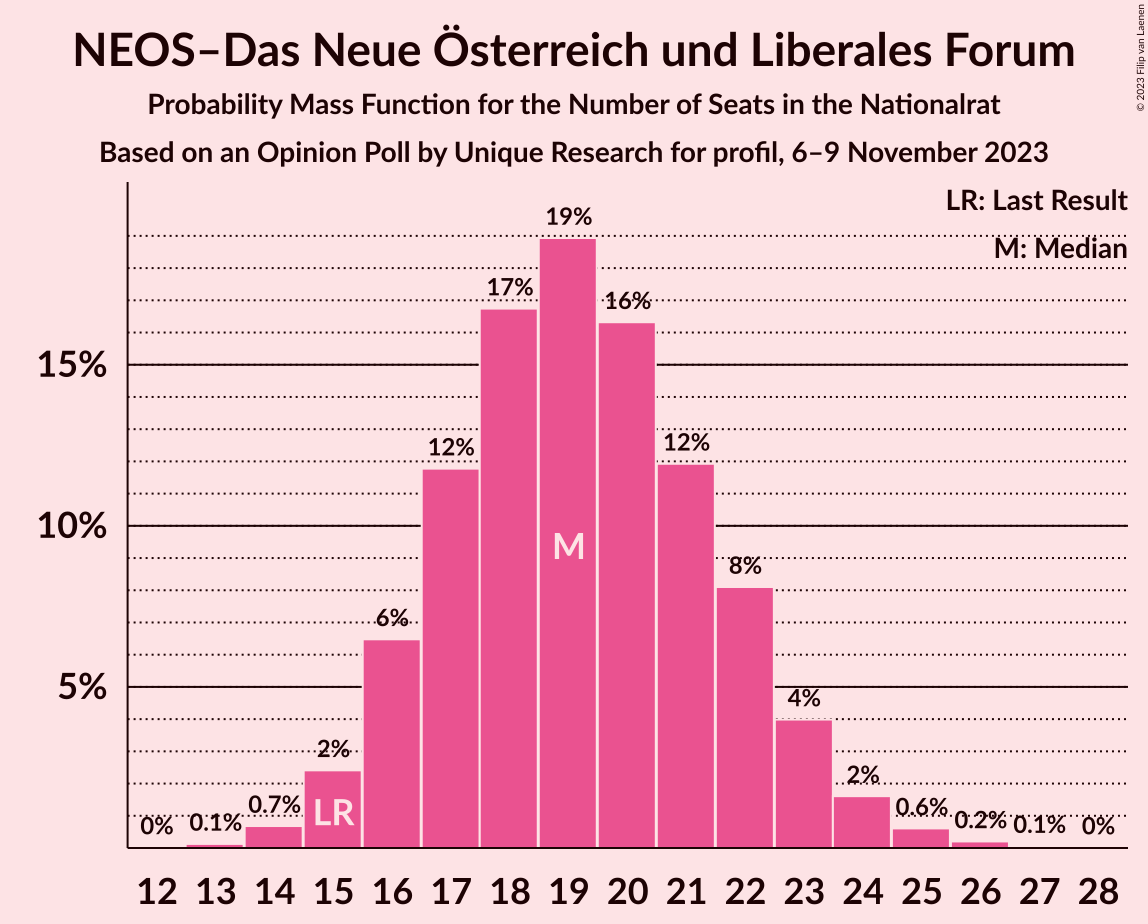 NEOS–Das Neue Österreich und Liberales Forum
Probability Mass Function for the Number of Seats in the Nationalrat
Based on an Opinion Poll by Unique Research for profil, 6–9 November 2023
© 2023 Filip van Laenen
LR: Last Result
M: Median
19%
17%
16%
15%
12%
12%
10%
M
8%
6%
5%
4%
2%
2%
LR
0.7%
0.6%
0%
0.1%
0.2%
0.1%
0%
12 13 14 15 16 17 18 19 20 21 22 23 24 25 26 27 28